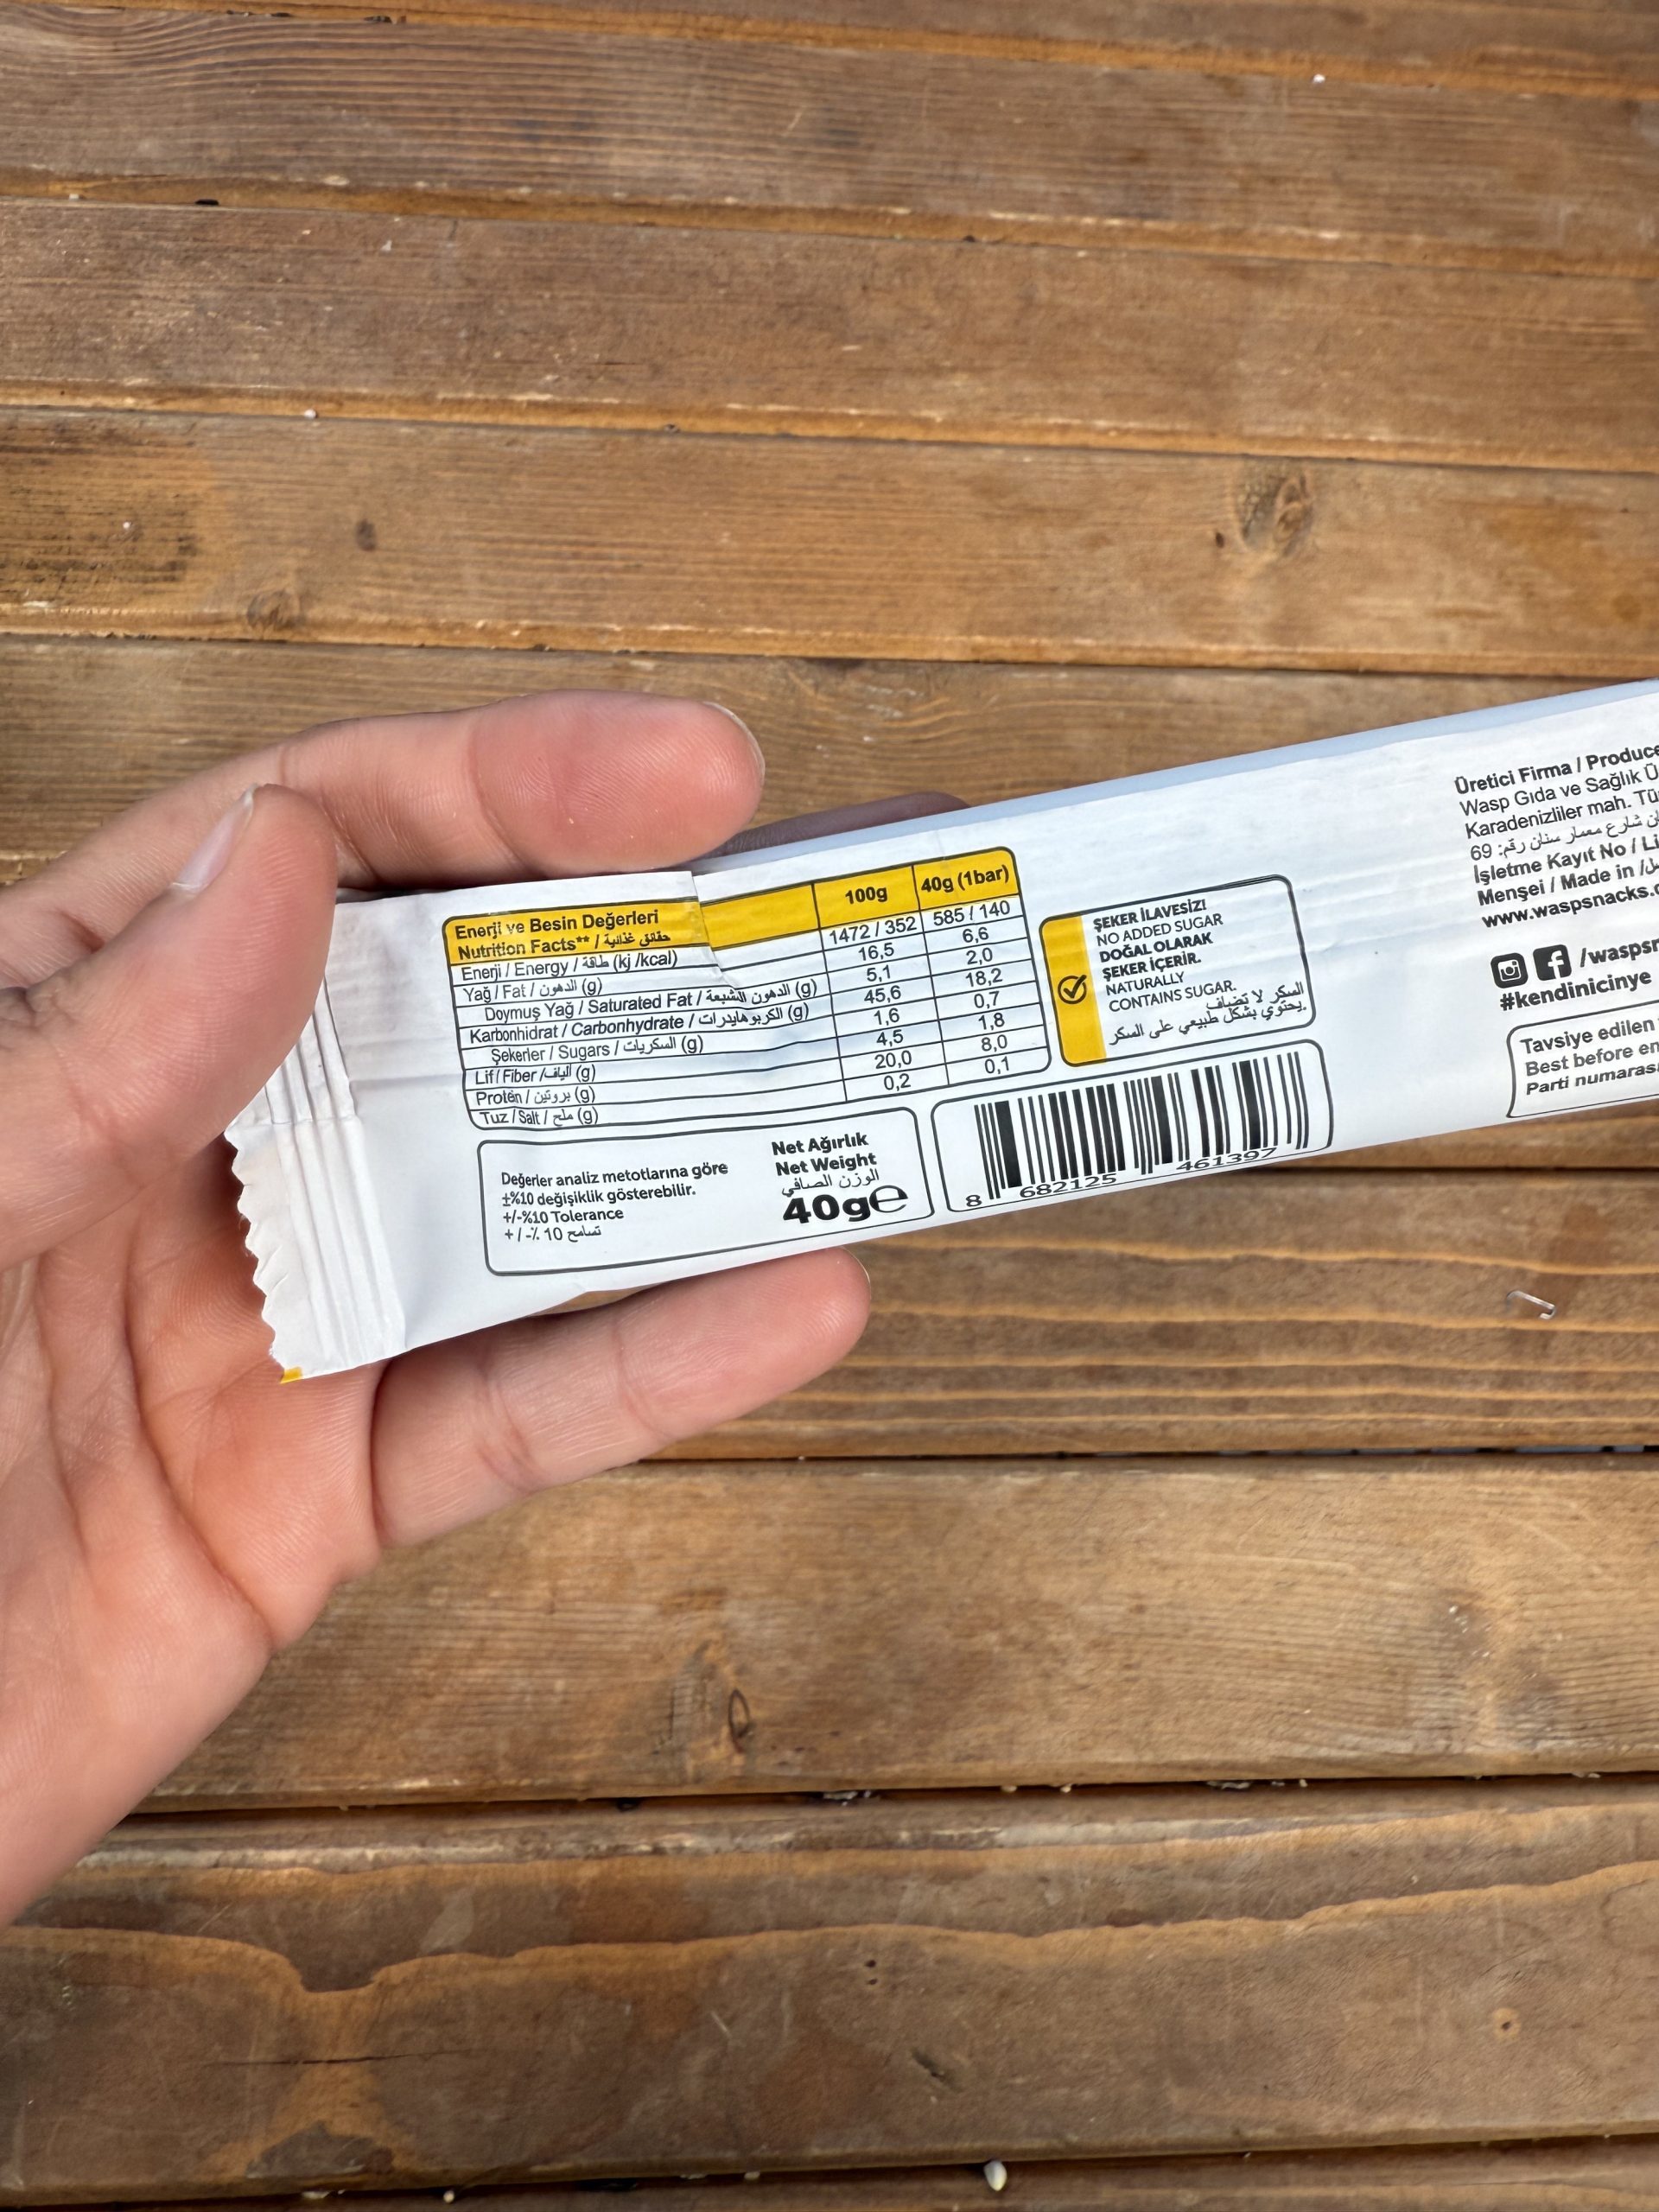 Enerji ve Besin Değerleri
Nutrition Facts** / حقائق غذائية
100g
40g (1bar)
Enerji / Energy / طاقة (kj /kcal) 1472 / 352 585 / 140
Yağ / Fat / الدهون (g) 16,5 6,6
Doymuş Yağ / Saturated Fat / الدهون المشبعة (g) 5,1 2,0
Karbonhidrat / Carbonhydrate / الكربوهايدرات (g) 45,6 18,2
Şekerler / Sugars / السكريات (g) 1,6 0,7
Lif / Fiber / ألياف (g) 4,5 1,8
Protein / بروتين (g) 20,0 8,0
Tuz / Salt / ملح (g) 0,2 0,1
Değerler analiz metotlarına göre
±%10 değişiklik gösterebilir.
+/-%10 Tolerance
+/-٪ 10 تسامح
Net Ağırlık
Net Weight
الوزن الصافي
40g℮
ŞEKER İLAVESİZ!
NO ADDED SUGAR
DOĞAL OLARAK
ŞEKER İÇERİR.
NATURALLY
CONTAINS SUGAR.
السكر لا تضاف
يحتوي بشكل طبيعي على السكر.
8 682125 461397
Üretici Firma / Produce
Wasp Gıda ve Sağlık Ü
Karadenizliler mah. Tü
شارع معمار سنان رقم: 69
İşletme Kayıt No / Li
Menşei / Made in /
www.waspsnacks.c
/waspsn
#kendinicinye
Tavsiye edilen
Best before en
Parti numaras